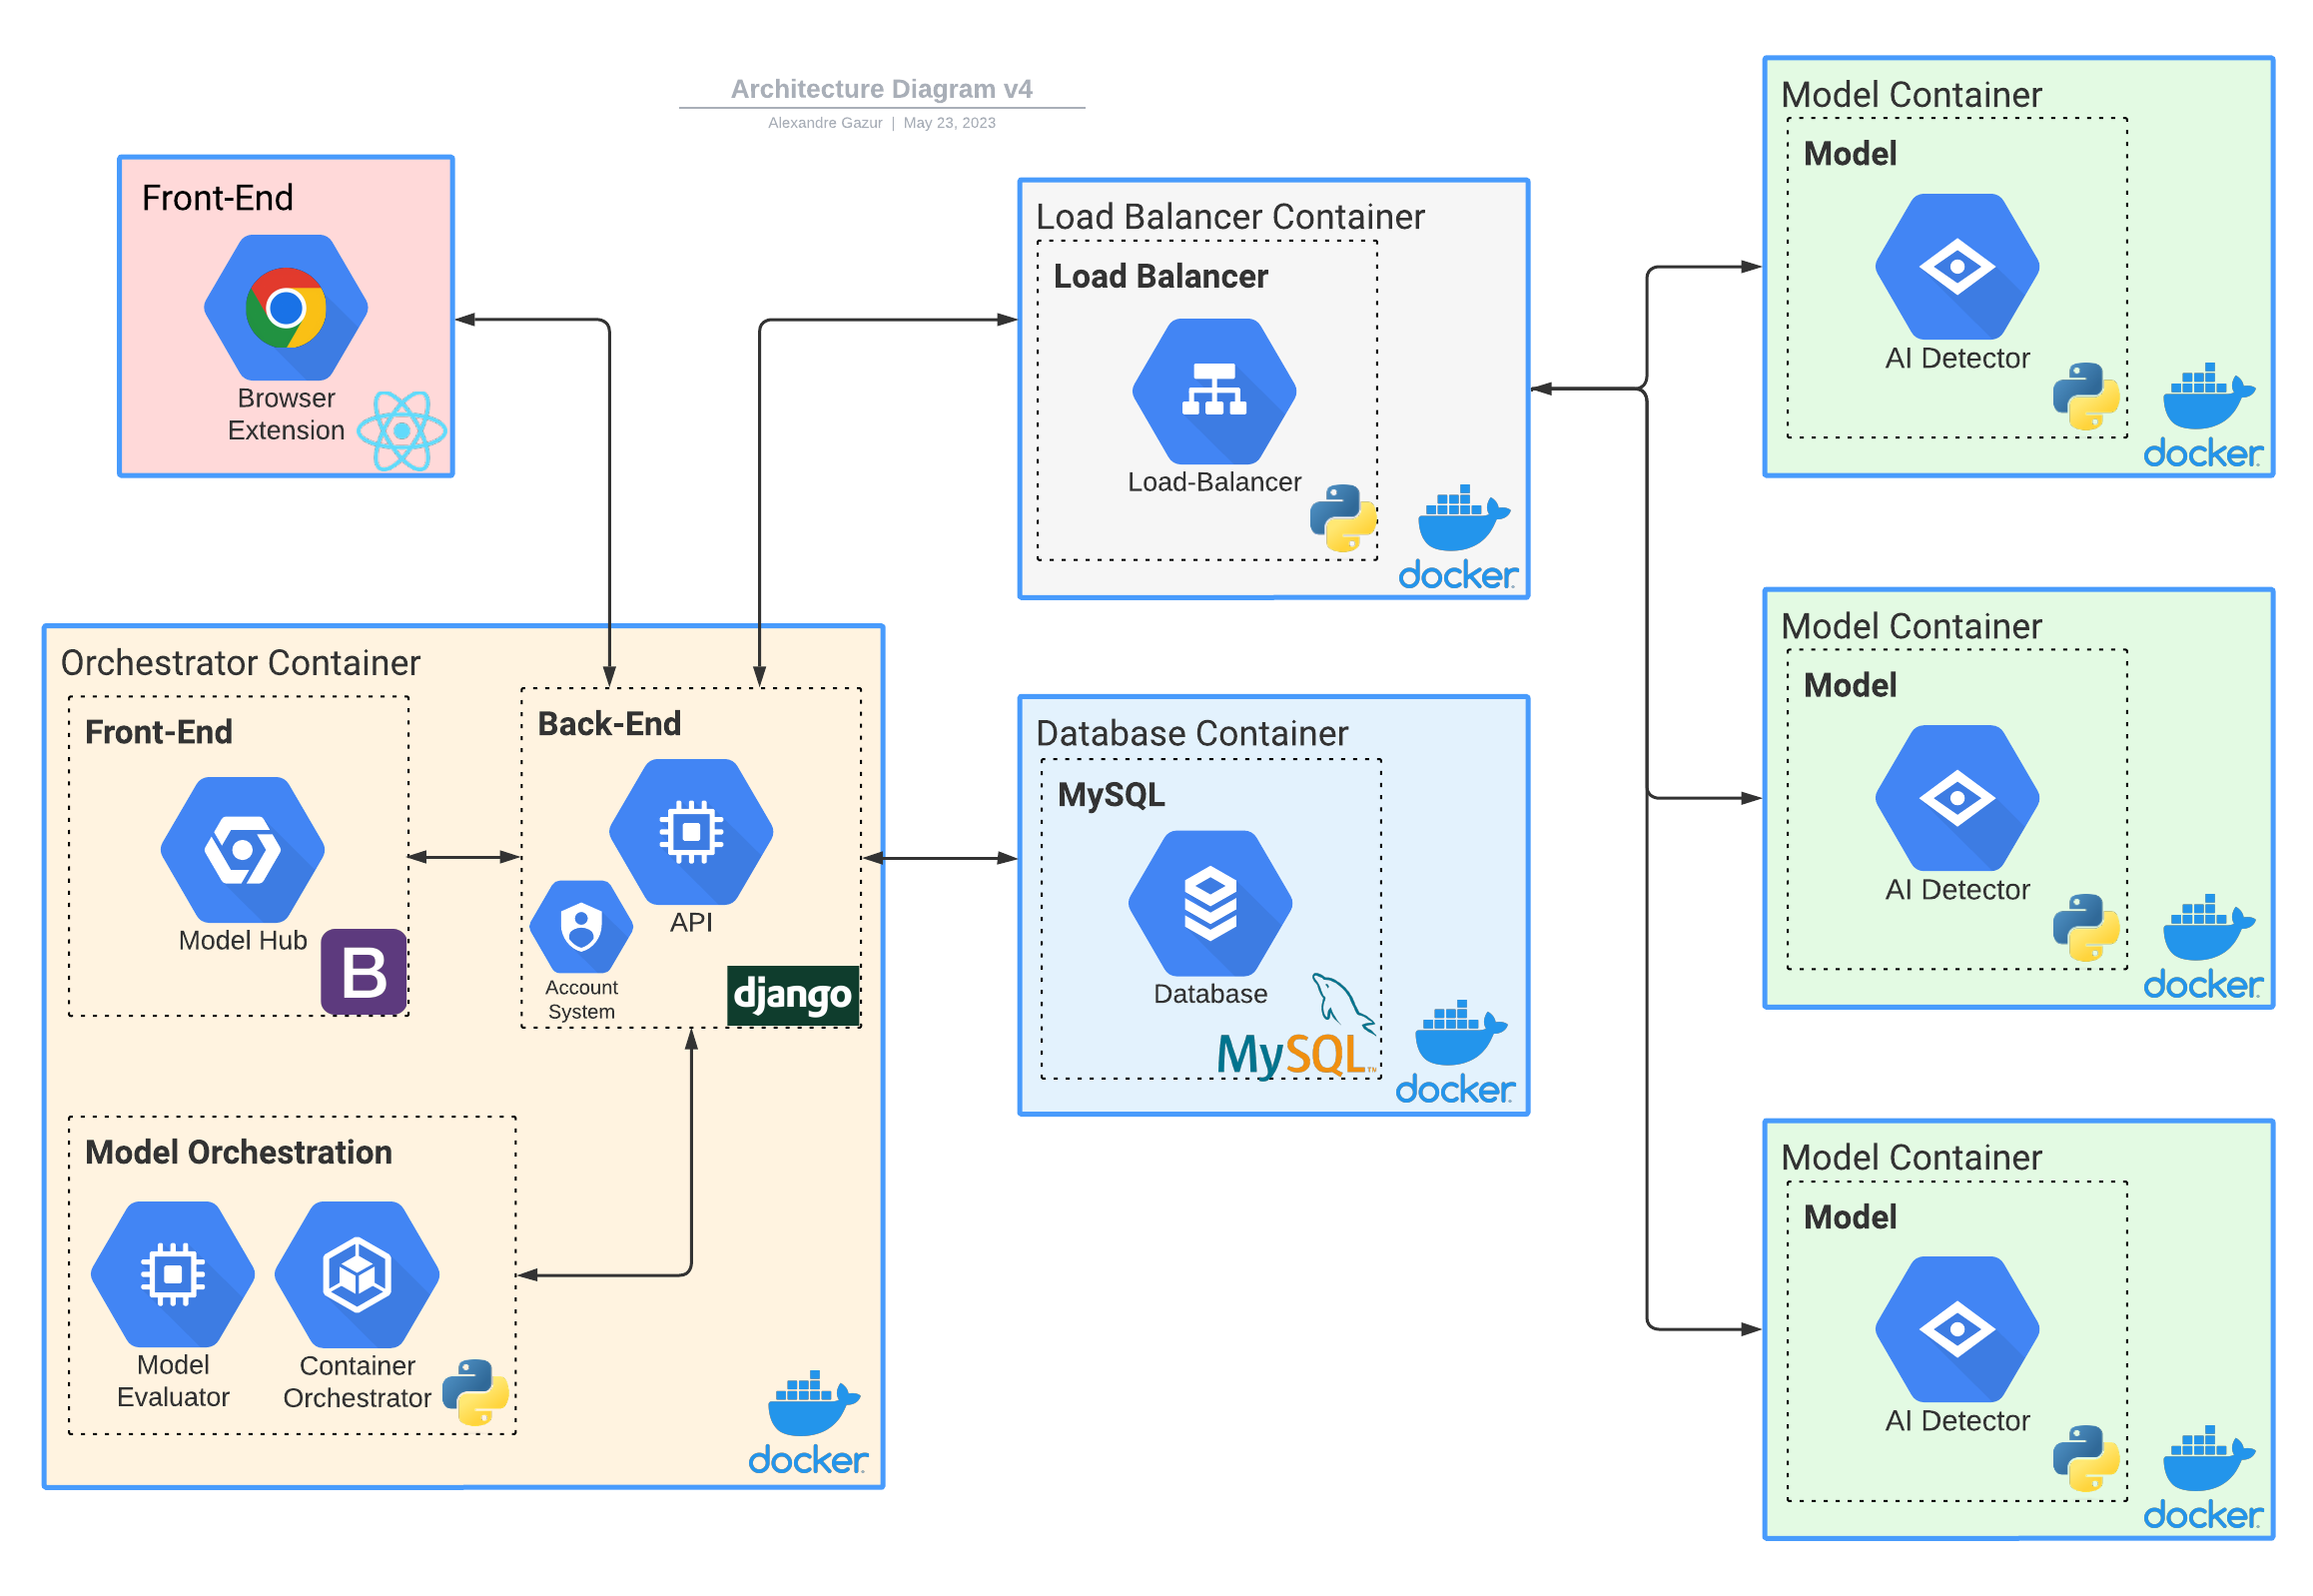 Architecture Diagram v4
Alexandre Gazur | May 23, 2023
Front-End
Browser
Extension
Load Balancer Container
Load Balancer
Load-Balancer
docker
Model Container
Model
AI Detector
docker
Orchestrator Container
Front-End
Model Hub
B
Back-End
API
Account
System
django
Model Orchestration
Model
Evaluator
Container
Orchestrator
docker
Database Container
MySQL
Database
MySQL™
docker
Model Container
Model
AI Detector
docker
Model Container
Model
AI Detector
docker